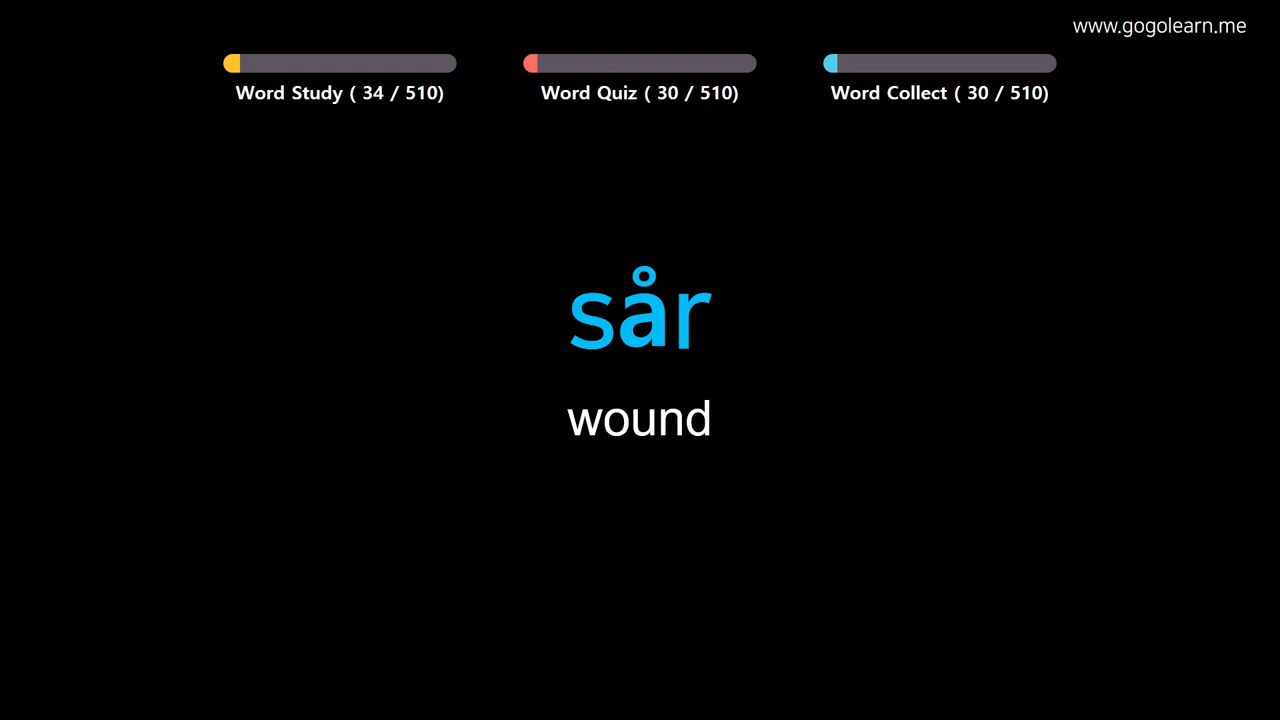 www.gogolearn.me
Word Study ( 34 / 510)
Word Quiz ( 30 / 510)
Word Collect ( 30 / 510)
sår
wound